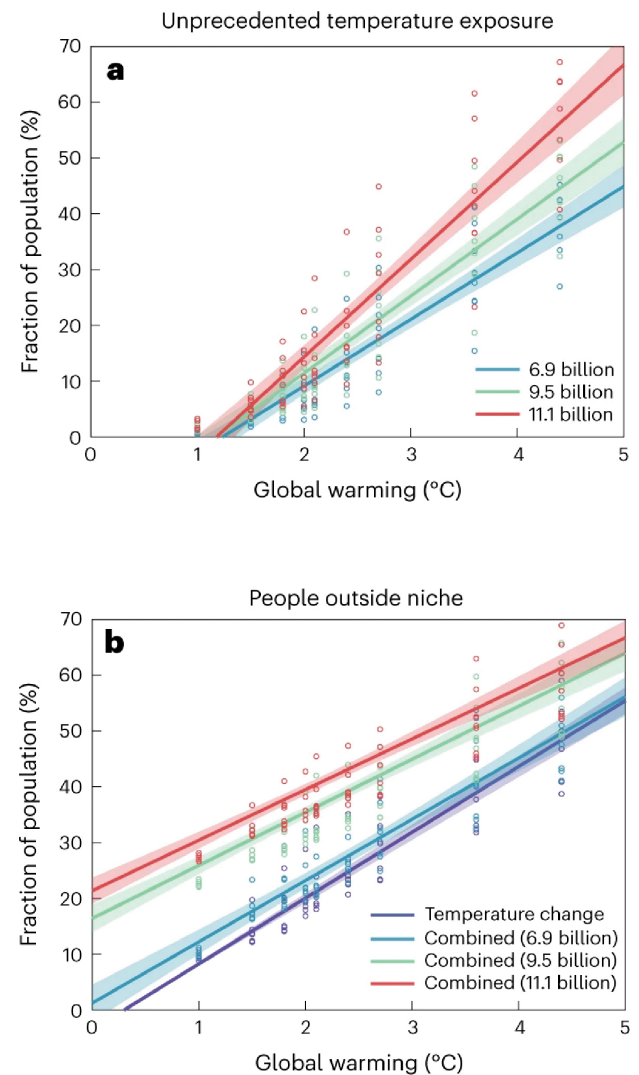 Unprecedented temperature exposure
a
Fraction of population (%)
70
60
50
40
30
20
10
0
6.9 billion
9.5 billion
11.1 billion
0 1 2 3 4 5
Global warming (°C)
People outside niche
b
Fraction of population (%)
70
60
50
40
30
20
10
0
Temperature change
Combined (6.9 billion)
Combined (9.5 billion)
Combined (11.1 billion)
0 1 2 3 4 5
Global warming (°C)